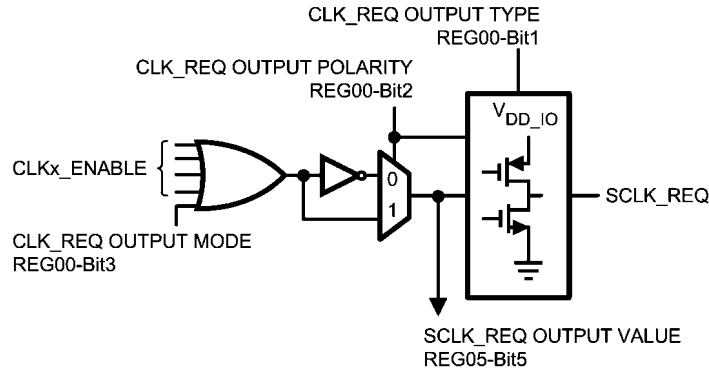 CLK_REQ OUTPUT TYPE
REG00-Bit1
CLK_REQ OUTPUT POLARITY
REG00-Bit2
VDD_IO
CLKx_ENABLE
0
1
SCLK_REQ
CLK_REQ OUTPUT MODE
REG00-Bit3
SCLK_REQ OUTPUT VALUE
REG05-Bit5